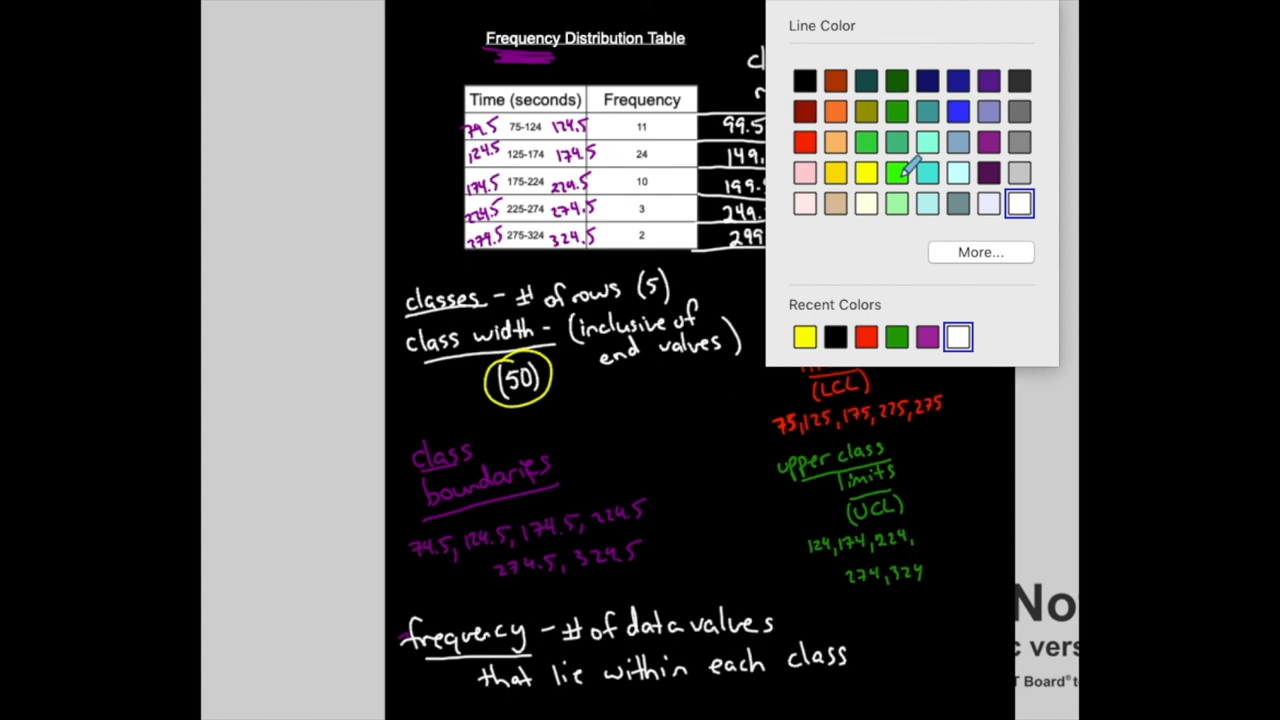 Frequency Distribution Table
Time (seconds) Frequency
74.5 75-124 124.5 11 99.5
124.5 125-174 174.5 24 149.
174.5 175-224 224.5 10 199.
224.5 225-274 274.5 3 249.
274.5 275-324 324.5 2 299
classes - # of rows (5)
class width - (inclusive of
end values)
(50)
class
boundaries
74.5, 124.5, 174.5, 224.5
274.5, 324.5
(LCL)
75,125, 175, 225, 275
upper class
limits
(UCL)
124, 174, 224,
274, 324
frequency - # of data values
that lie within each class
Line Color
More...
Recent Colors
No
c vers
T Board® to